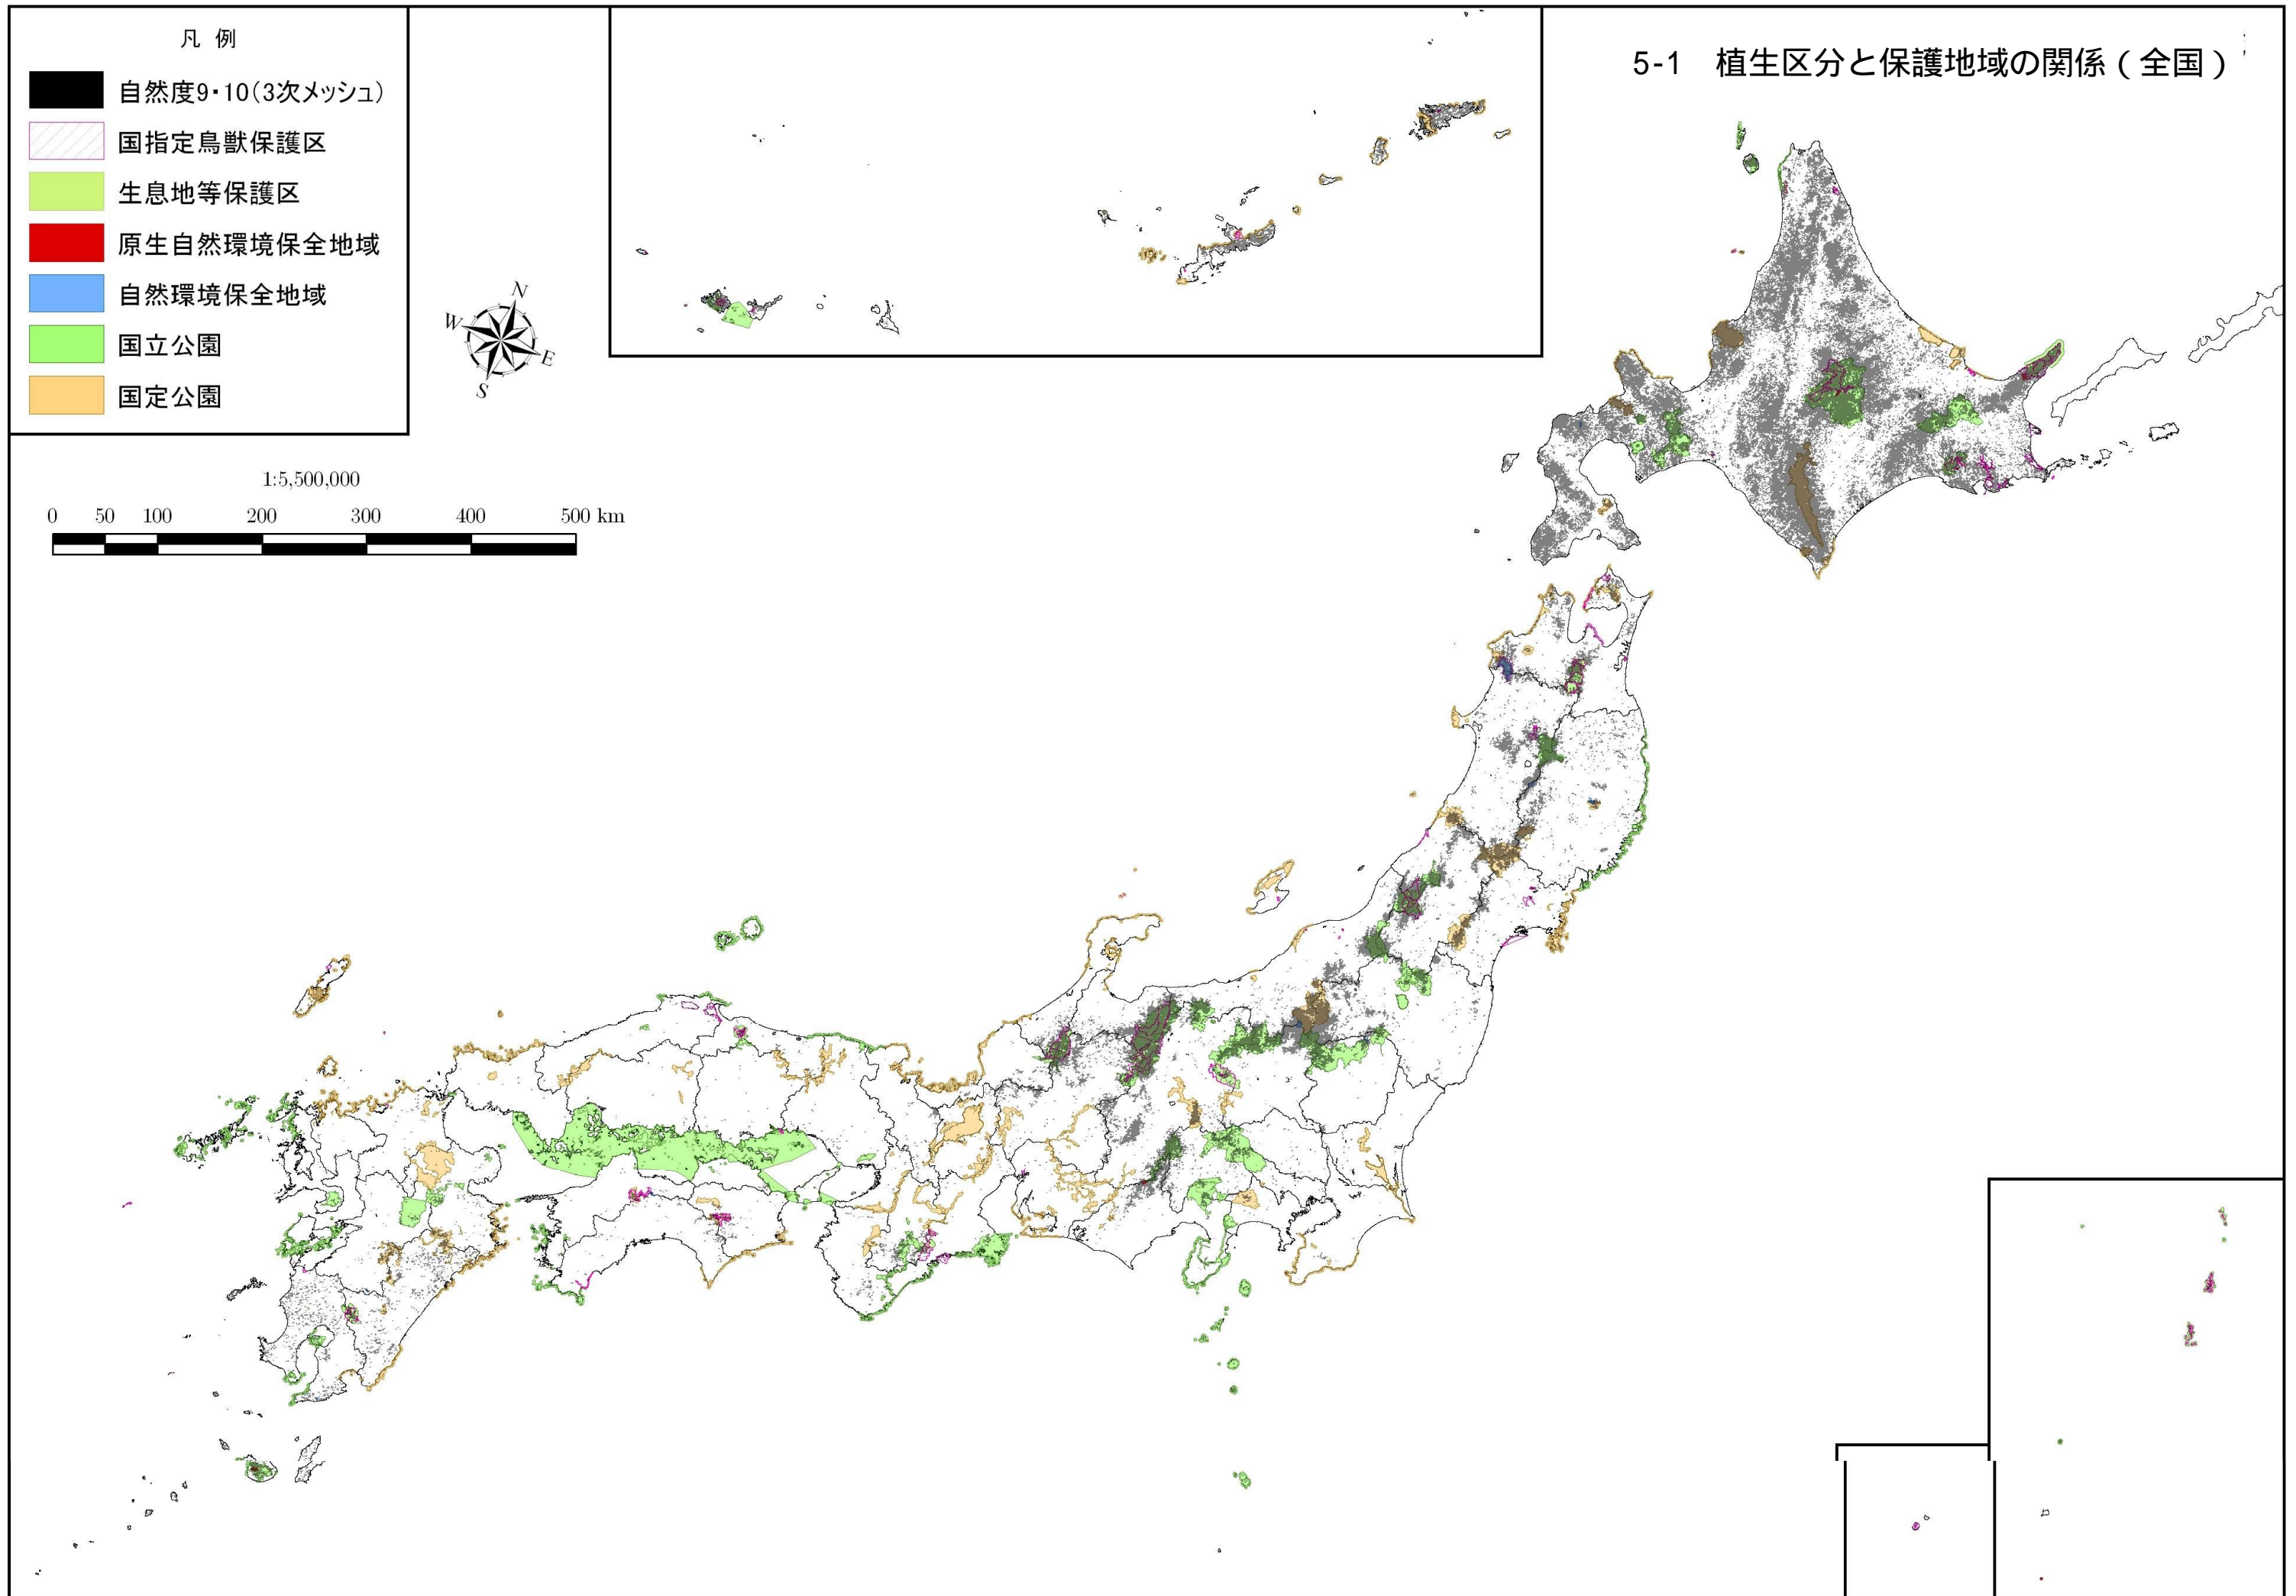 5-1 植生区分と保護地域の関係(全国)
凡 例
自然度9・10(3次メッシュ)
国指定鳥獣保護区
生息地等保護区
原生自然環境保全地域
自然環境保全地域
国立公園
国定公園
N
W
E
S
1:5,500,000
0 50 100 200 300 400 500 km